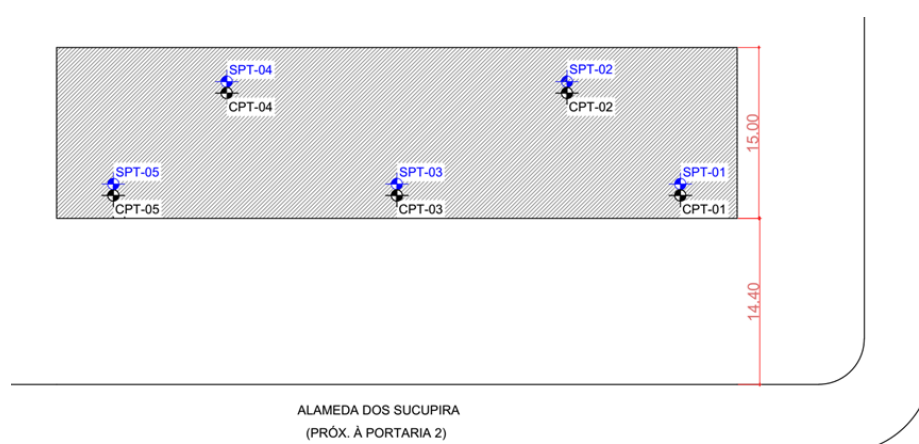 SPT-04
CPT-04
SPT-02
CPT-02
15.00
SPT-05
CPT-05
SPT-03
CPT-03
SPT-01
CPT-01
14.40
ALAMEDA DOS SUCUPIRA
(PRÓX. À PORTARIA 2)